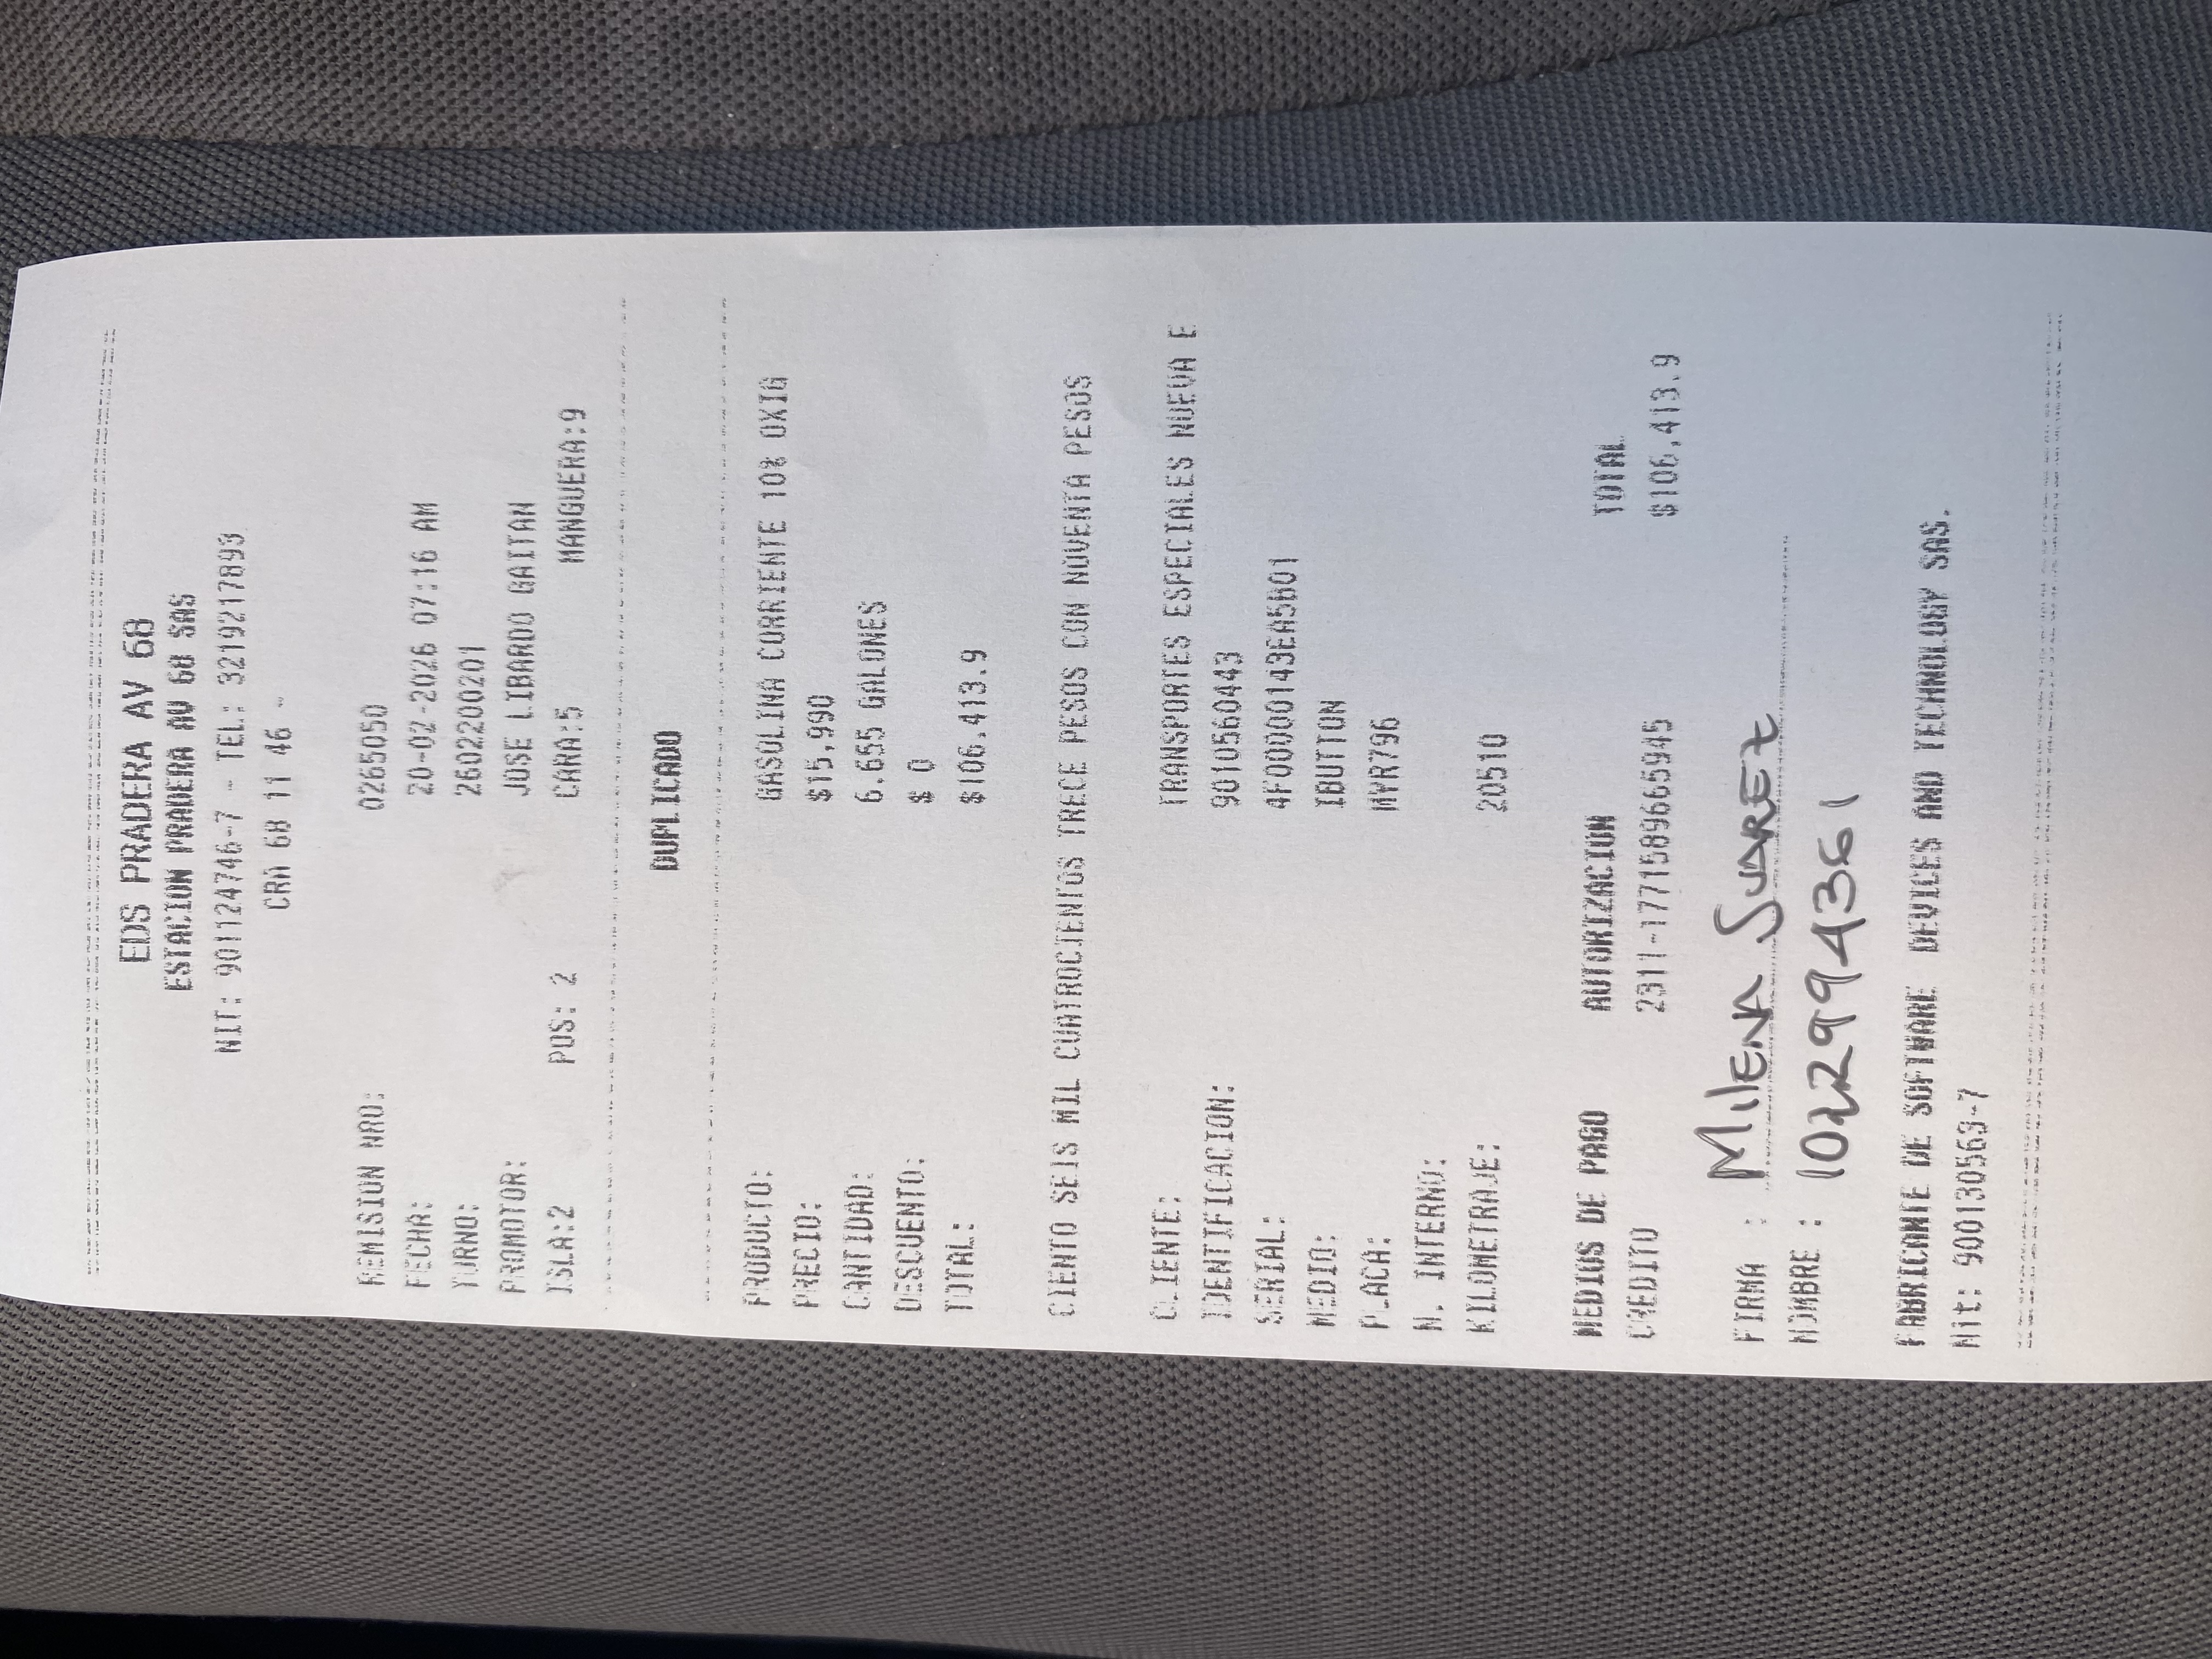 EDS PRADERA AV 68
ESTACION PRADERA AV 68 SAS
NIT: 901124746-7 - TEL: 3219217893
CRA 68 11 46
REMISION NRO: 0265050
FECHA: 20-02-2026 07:16 AM
TURNO: 2602200201
PROMOTOR: JOSE LIBARDO GAITAN
ISLA:2 POS: 2 CARA:5 MANGUERA:9
DUPLICADO
PRODUCTO: GASOLINA CORRIENTE 10% OXIG
PRECIO: $15,990
CANTIDAD: 6.655 GALONES
DESCUENTO: $ 0
TOTAL: $106,413.9
CIENTO SEIS MIL CUATROCIENTOS TRECE PESOS CON NOVENTA PESOS
CLIENTE: TRANSPORTES ESPECIALES NUEVA E
IDENTIFICACION: 9010560443
SERIAL: 4F00000143EA5B01
MEDIO: IBUTTON
PLACA:
N. INTERNO:
KILOMETRAJE: 20510
MEDIOS DE PAGO AUTORIZACION TOTAL
CREDITO 2311-1771589665945 $106,413.9
FIRMA : MilENA SUAREZ
NOMBRE : 1022994361
FABRICANTE DE SOFTWARE DEVICES AND TECHNOLOGY SAS.
Nit: 900130563-7